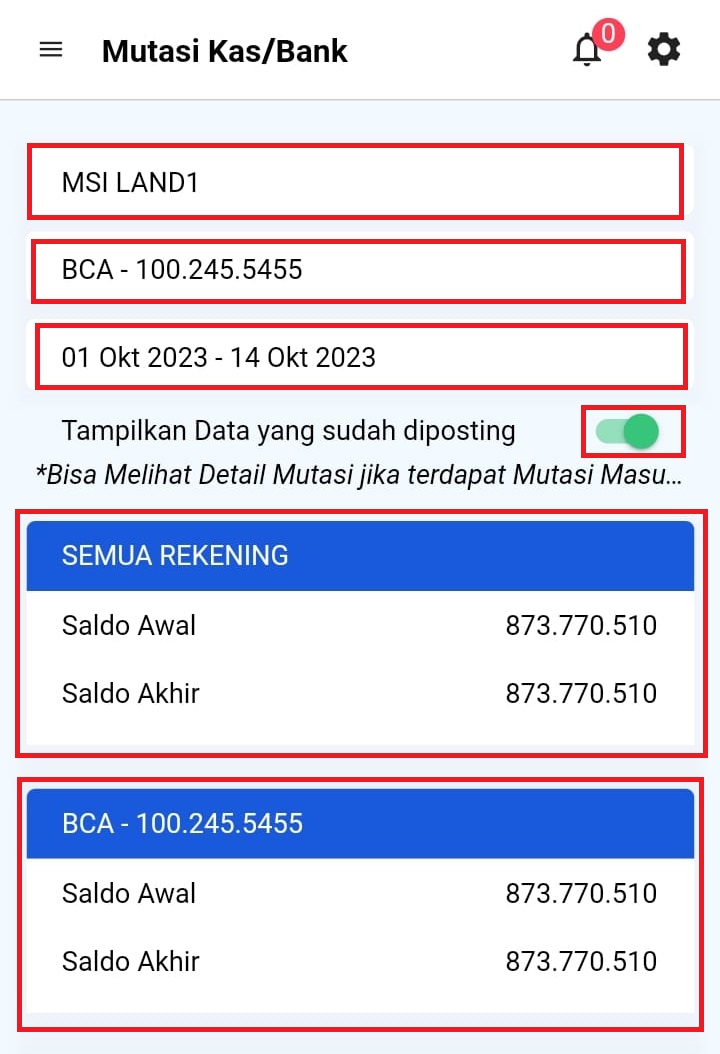 Mutasi Kas/Bank
0
MSI LAND1
BCA - 100.245.5455
01 Okt 2023 - 14 Okt 2023
Tampilkan Data yang sudah diposting
*Bisa Melihat Detail Mutasi jika terdapat Mutasi Masu...
SEMUA REKENING
Saldo Awal 873.770.510
Saldo Akhir 873.770.510
BCA - 100.245.5455
Saldo Awal 873.770.510
Saldo Akhir 873.770.510